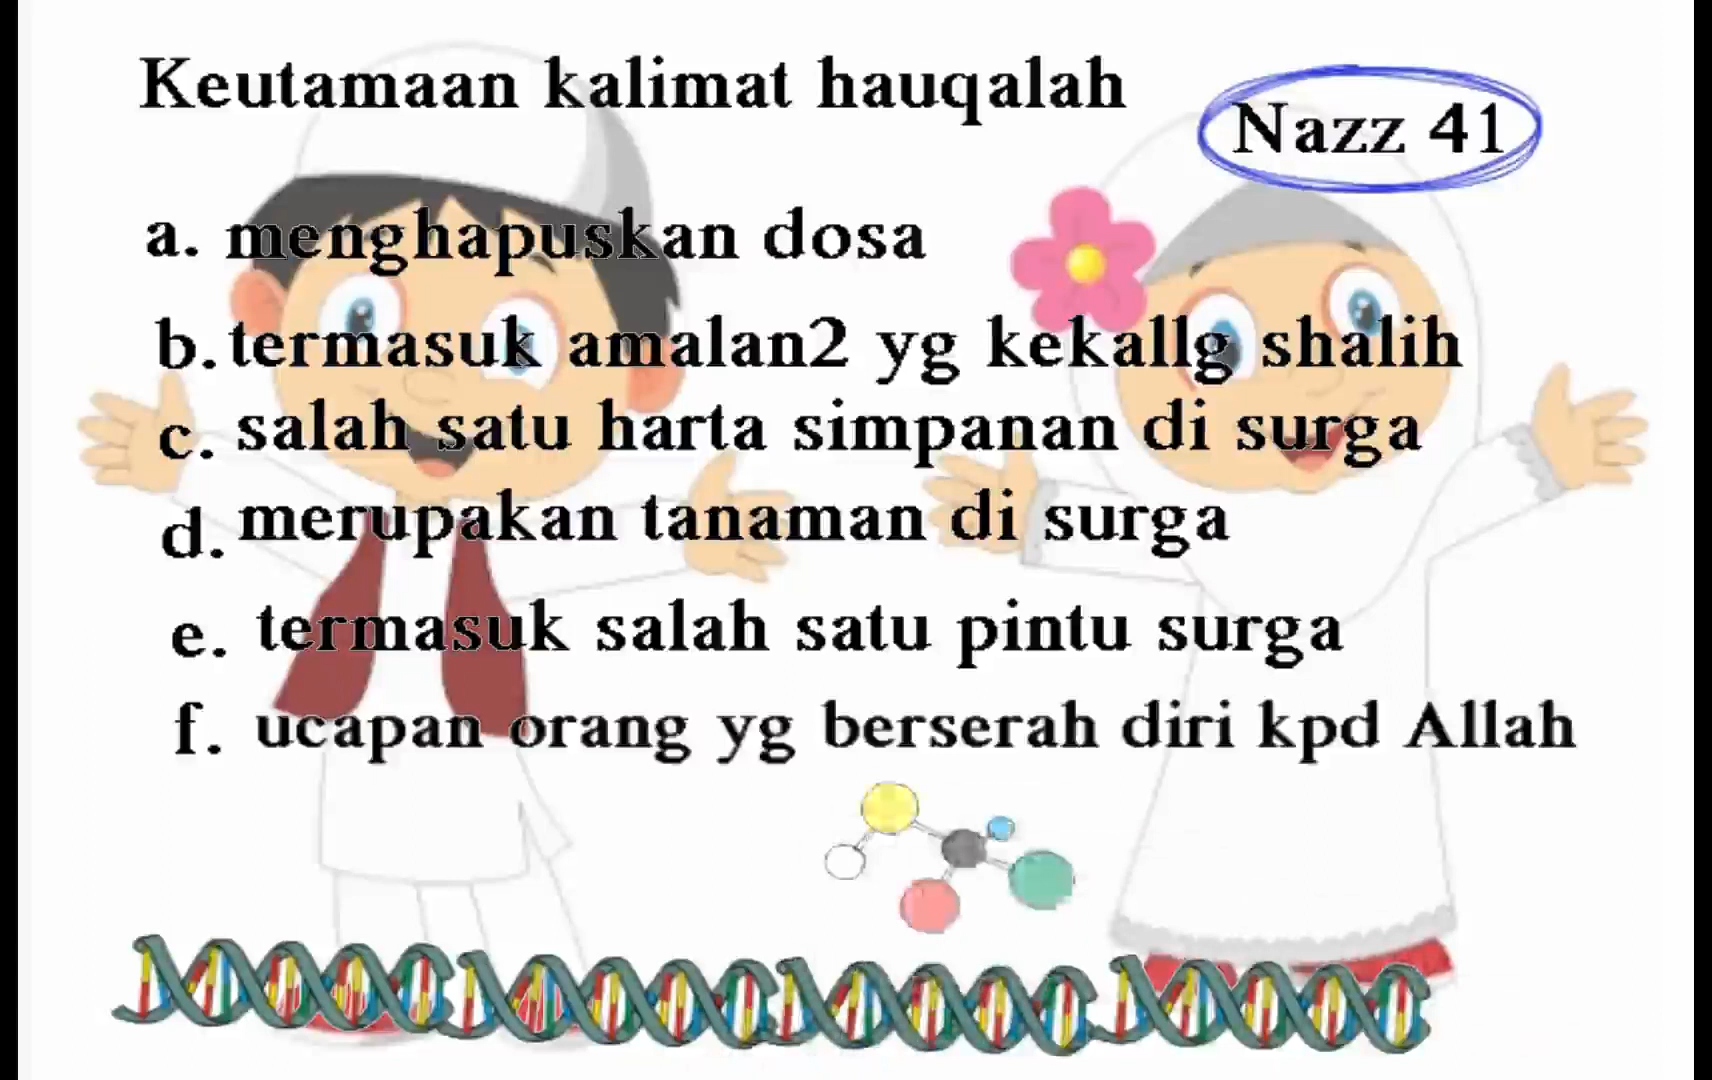 Keutamaan kalimat hauqalah
Nazz 41
a. menghapuskan dosa
b. termasuk amalan2 yg kekallg shalih
c. salah satu harta simpanan di surga
d. merupakan tanaman di surga
e. termasuk salah satu pintu surga
f. ucapan orang yg berserah diri kpd Allah